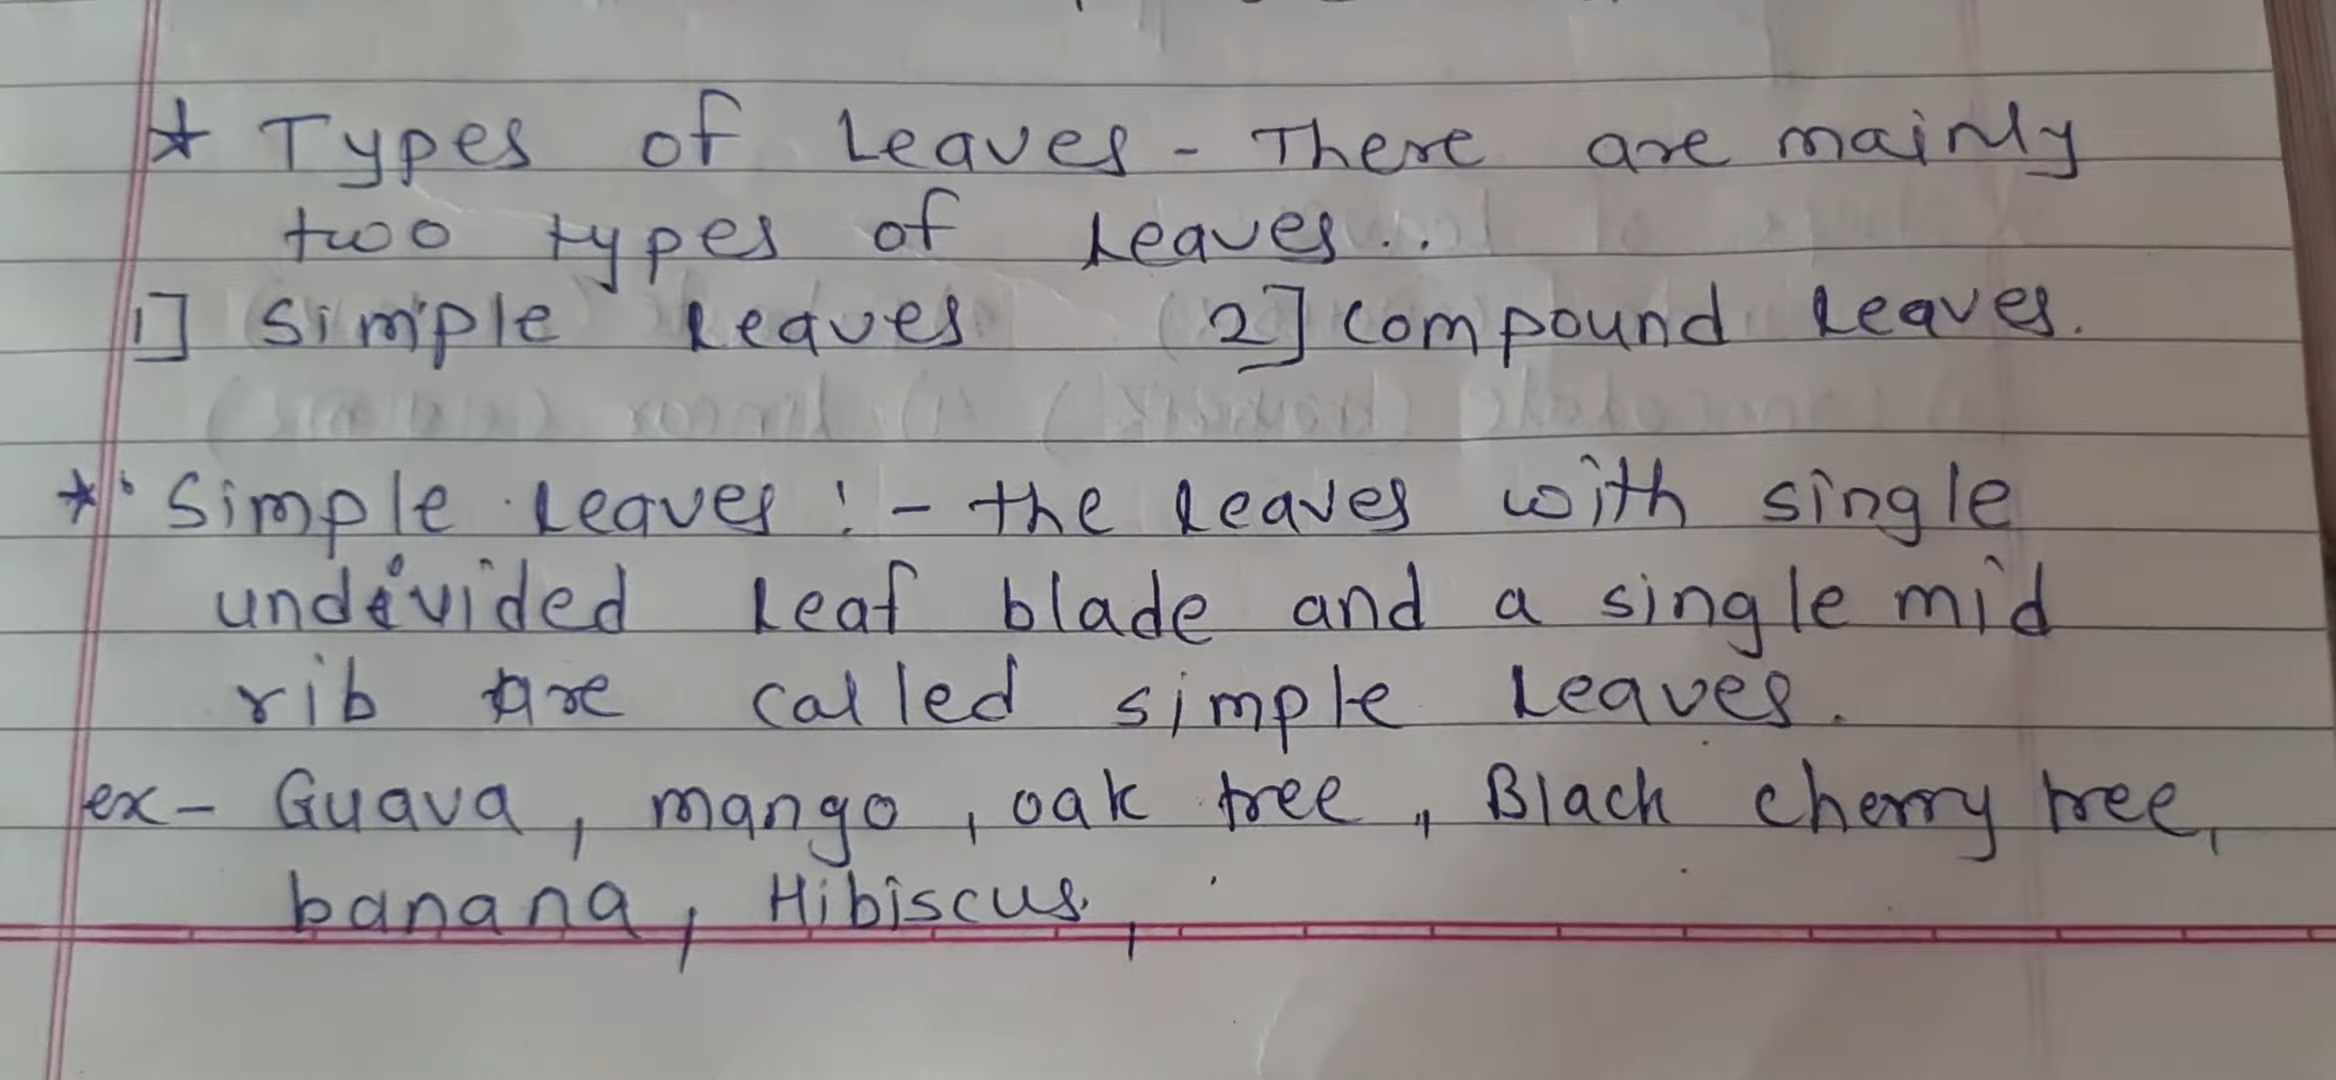 * Types of Leaves - There are mainly
two types of Leaves...
1] Simple Leaves 2] compound Leaves.
* Simple Leaves :- the Leaves with single
undivided Leaf blade and a single mid
rib are called simple Leaves.
ex- Guava, mango, oak tree, Black cherry tree,
banana, Hibiscus,